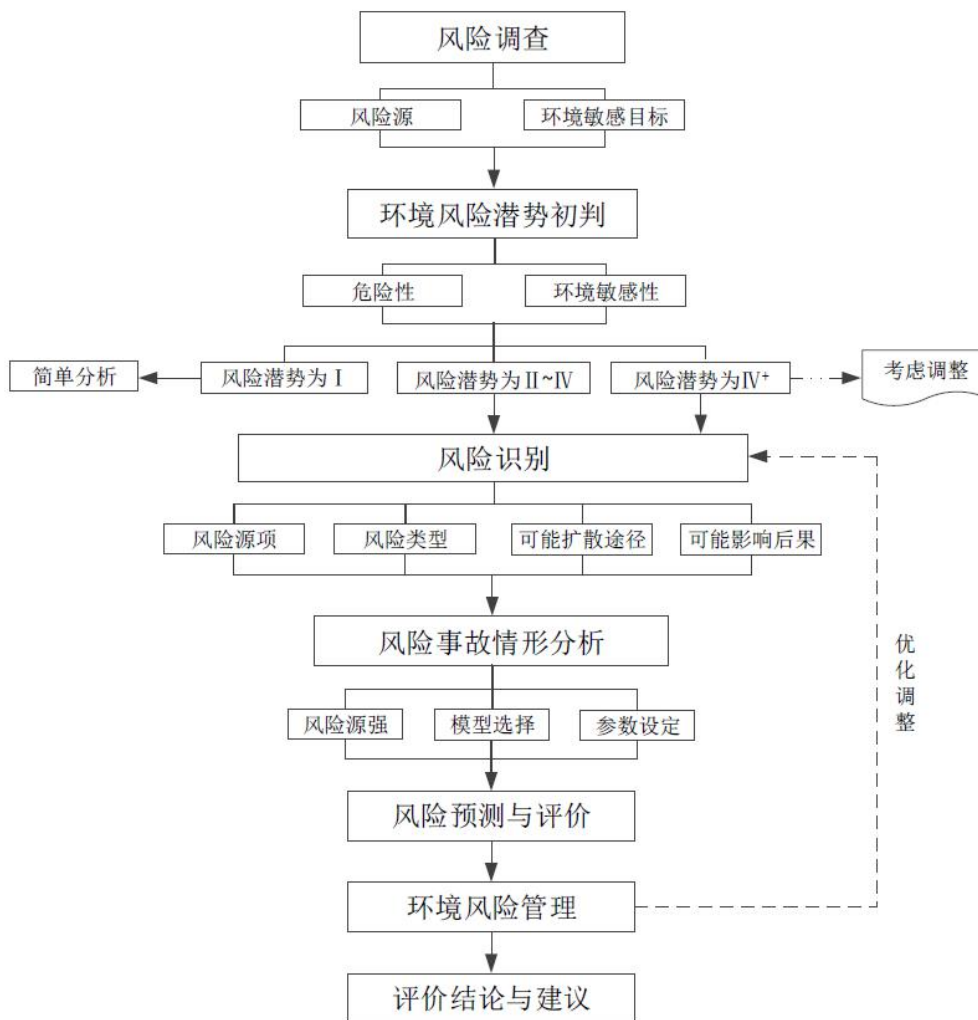 风险调查
风险源
环境敏感目标
环境风险潜势初判
危险性
环境敏感性
简单分析
风险潜势为Ⅰ
风险潜势为Ⅱ~Ⅳ
风险潜势为Ⅳ⁺
考虑调整
风险识别
风险源项
风险类型
可能扩散途径
可能影响后果
风险事故情形分析
优化调整
风险源强
模型选择
参数设定
风险预测与评价
环境风险管理
评价结论与建议